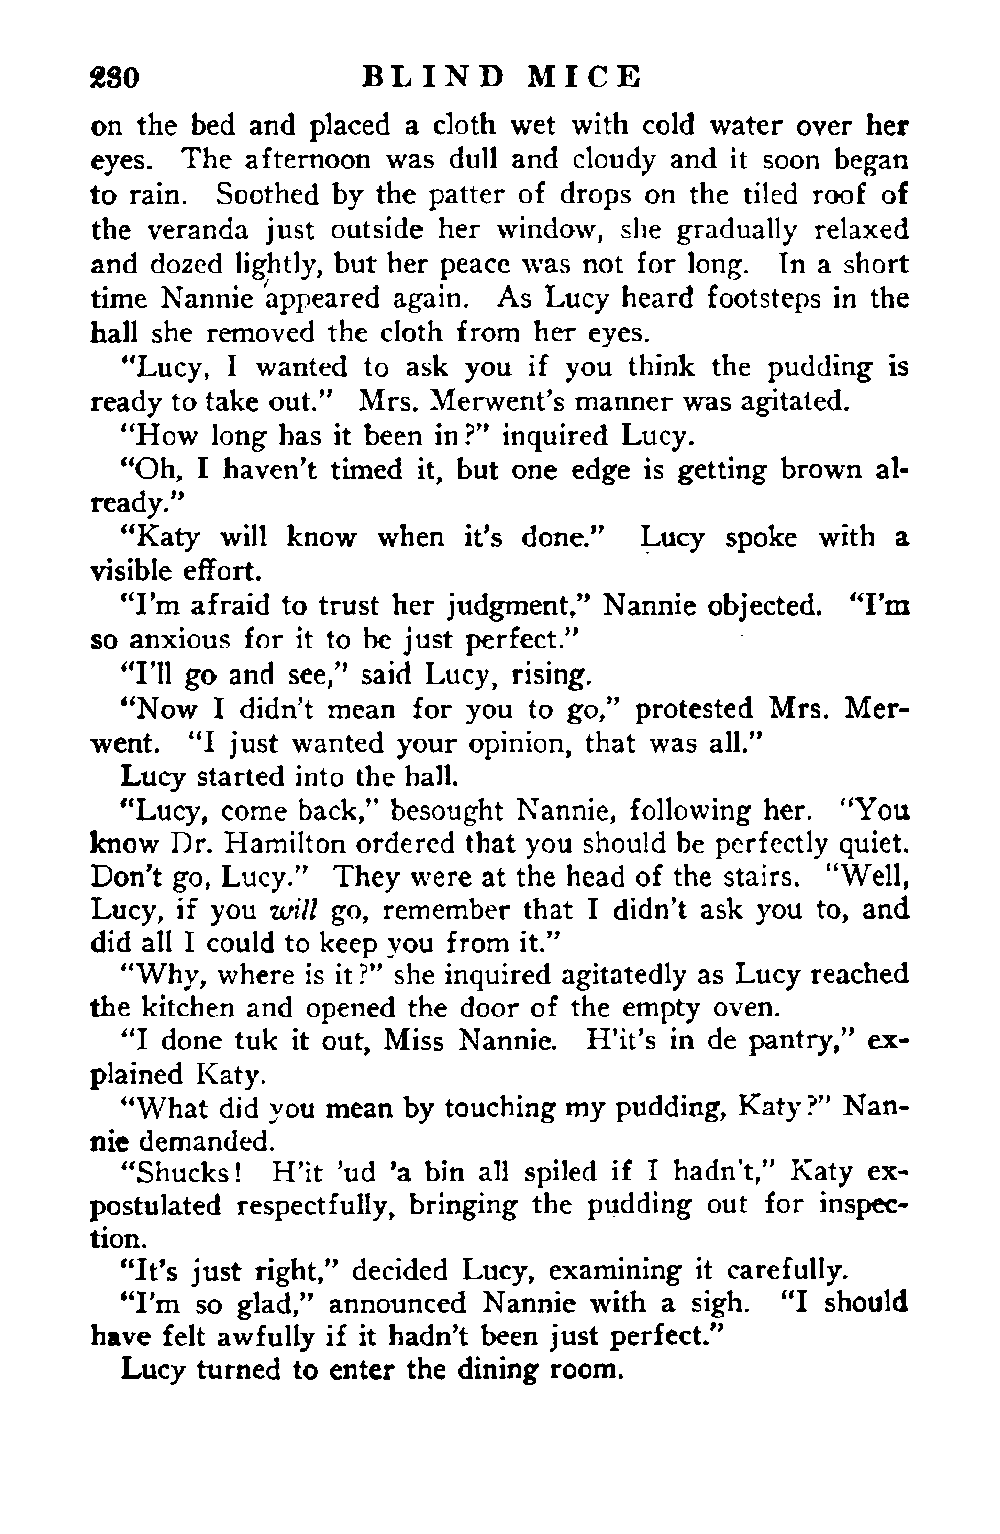 230 BLIND MICE
on the bed and placed a cloth wet with cold water over her
eyes. The afternoon was dull and cloudy and it soon began
to rain. Soothed by the patter of drops on the tiled roof of
the veranda just outside her window, she gradually relaxed
and dozed lightly, but her peace was not for long. In a short
time Nannie appeared again. As Lucy heard footsteps in the
hall she removed the cloth from her eyes.
“Lucy, I wanted to ask you if you think the pudding is
ready to take out.” Mrs. Merwent’s manner was agitated.
“How long has it been in?” inquired Lucy.
“Oh, I haven’t timed it, but one edge is getting brown al-
ready.”
“Katy will know when it’s done.” Lucy spoke with a
visible effort.
“I’m afraid to trust her judgment,” Nannie objected. “I’m
so anxious for it to be just perfect.”
“I’ll go and see,” said Lucy, rising.
“Now I didn’t mean for you to go,” protested Mrs. Mer-
went. “I just wanted your opinion, that was all.”
Lucy started into the hall.
“Lucy, come back,” besought Nannie, following her. “You
know Dr. Hamilton ordered that you should be perfectly quiet.
Don’t go, Lucy.” They were at the head of the stairs. “Well,
Lucy, if you will go, remember that I didn’t ask you to, and
did all I could to keep you from it.”
“Why, where is it?” she inquired agitatedly as Lucy reached
the kitchen and opened the door of the empty oven.
“I done tuk it out, Miss Nannie. H’it’s in de pantry,” ex-
plained Katy.
“What did you mean by touching my pudding, Katy?” Nan-
nie demanded.
“Shucks! H’it ’ud ’a bin all spiled if I hadn’t,” Katy ex-
postulated respectfully, bringing the pudding out for inspec-
tion.
“It’s just right,” decided Lucy, examining it carefully.
“I’m so glad,” announced Nannie with a sigh. “I should
have felt awfully if it hadn’t been just perfect.”
Lucy turned to enter the dining room.